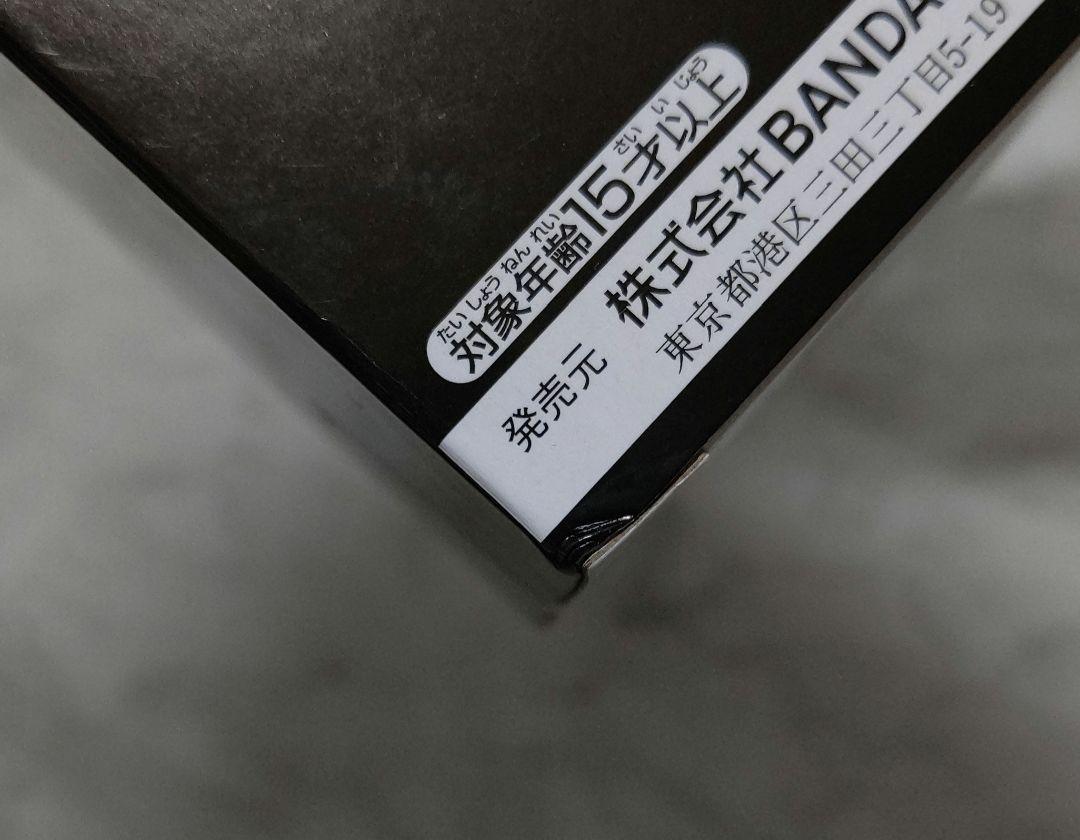 たいしょうねんれい さい い じょう
対象年齢15才以上
発売元 株式会社BANDA
東京都港区三田三丁目5-19